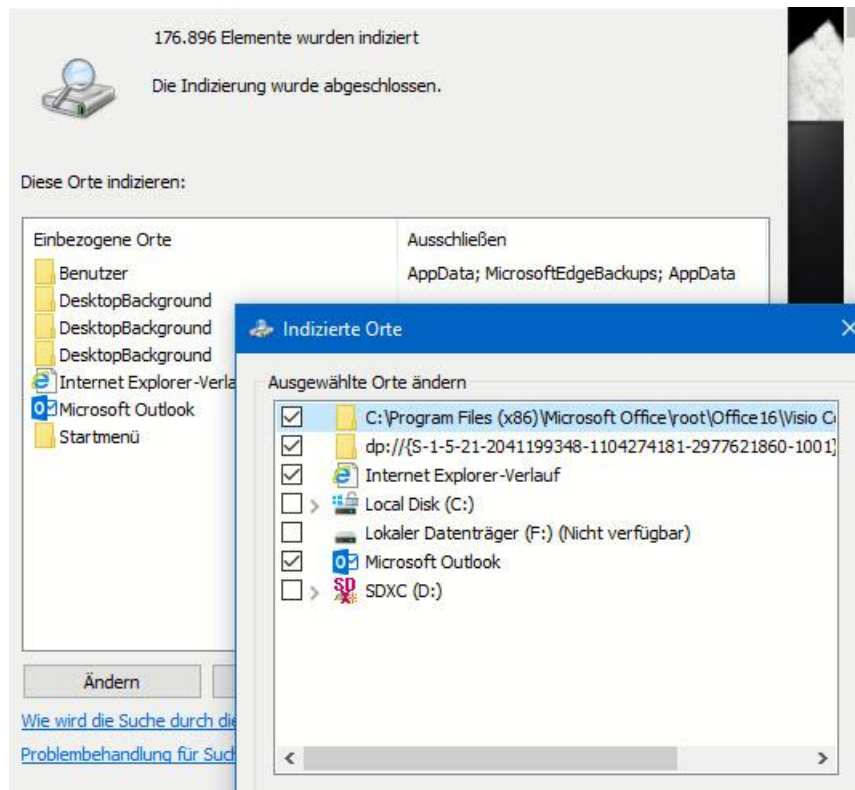 176.896 Elemente wurden indiziert
Die Indizierung wurde abgeschlossen.
Diese Orte indizieren:
Einbezogene Orte Ausschließen
Benutzer AppData; MicrosoftEdgeBackups; AppData
DesktopBackground
DesktopBackground
DesktopBackground
Internet Explorer-Verla
Microsoft Outlook
Startmenü
Ändern
Wie wird die Suche durch die
Problembehandlung für Such
Indizierte Orte
Ausgewählte Orte ändern
C:\Program Files (x86)\Microsoft Office\root\Office16\Visio C
dp://{S-1-5-21-2041199348-1104274181-2977621860-1001}
Internet Explorer-Verlauf
Local Disk (C:)
Lokaler Datenträger (F:) (Nicht verfügbar)
Microsoft Outlook
SDXC (D:)